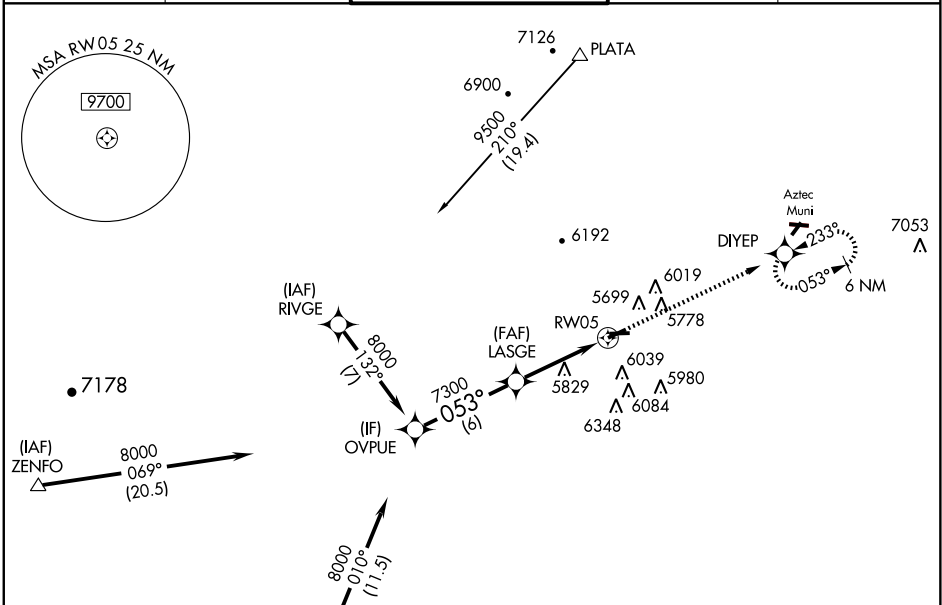 MSA RW05 25 NM
9700
7126
PLATA
6900
9500
210°
(19.4)
Aztec
Muni
7053
DIYEP
233°
053°
6 NM
6192
6019
5699
5778
(IAF)
RIVGE
8000
132°
(7)
RW05
(FAF)
LASGE
5829
6039
5980
6084
6348
7178
7300
053°
(6)
(IF)
OVPUE
(IAF)
ZENFO
8000
069°
(20.5)
8000
010°
(11.5)